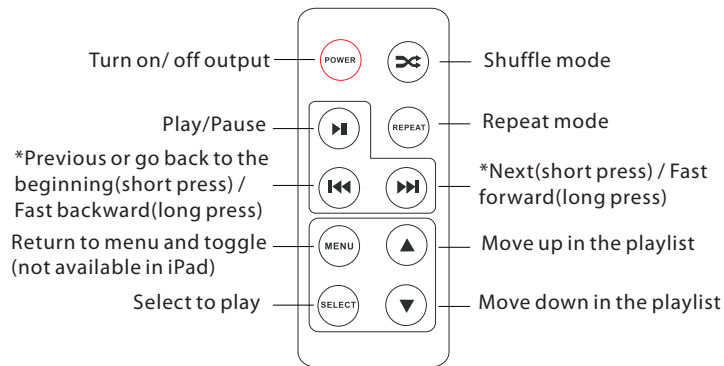 Turn on/ off output
POWER
Shuffle mode
Play/Pause
REPEAT
Repeat mode
*Previous or go back to the
beginning(short press) /
Fast backward(long press)
*Next(short press) / Fast
forward(long press)
Return to menu and toggle
(not available in iPad)
MENU
Move up in the playlist
Select to play
SELECT
Move down in the playlist